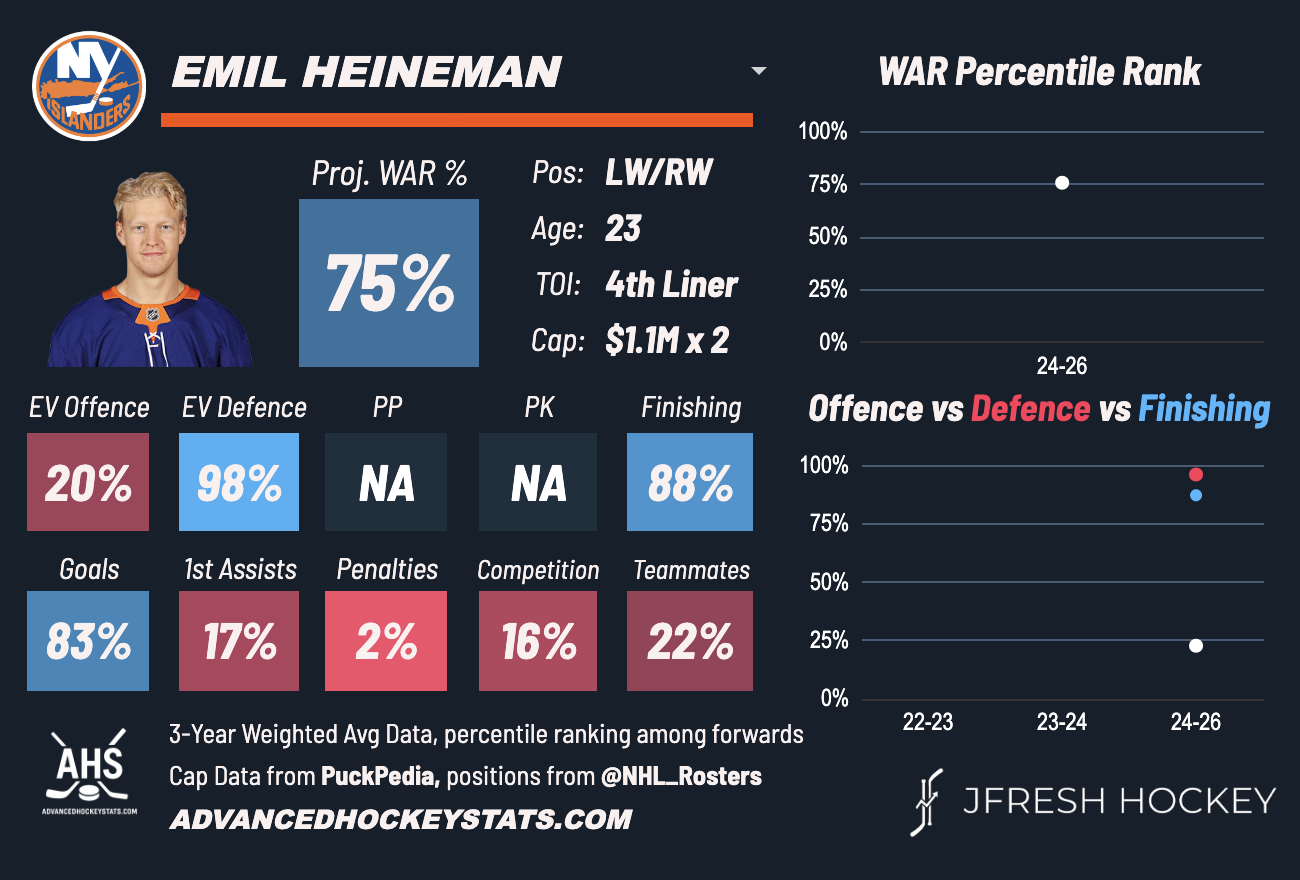 NY
ISLANDERS
EMIL HEINEMAN
Proj. WAR %
75%
Pos: LW/RW
Age: 23
TOI: 4th Liner
Cap: $1.1M x 2
EV Offence EV Defence PP PK Finishing
20% 98% NA NA 88%
Goals 1st Assists Penalties Competition Teammates
83% 17% 2% 16% 22%
AHS
ADVANCEDHOCKEYSTATS.COM
3-Year Weighted Avg Data, percentile ranking among forwards
Cap Data from PuckPedia, positions from @NHL_Rosters
ADVANCEDHOCKEYSTATS.COM
WAR Percentile Rank
100%
75%
50%
25%
0%
24-26
Offence vs Defence vs Finishing
100%
75%
50%
25%
0%
22-23 23-24 24-26
JFRESH HOCKEY